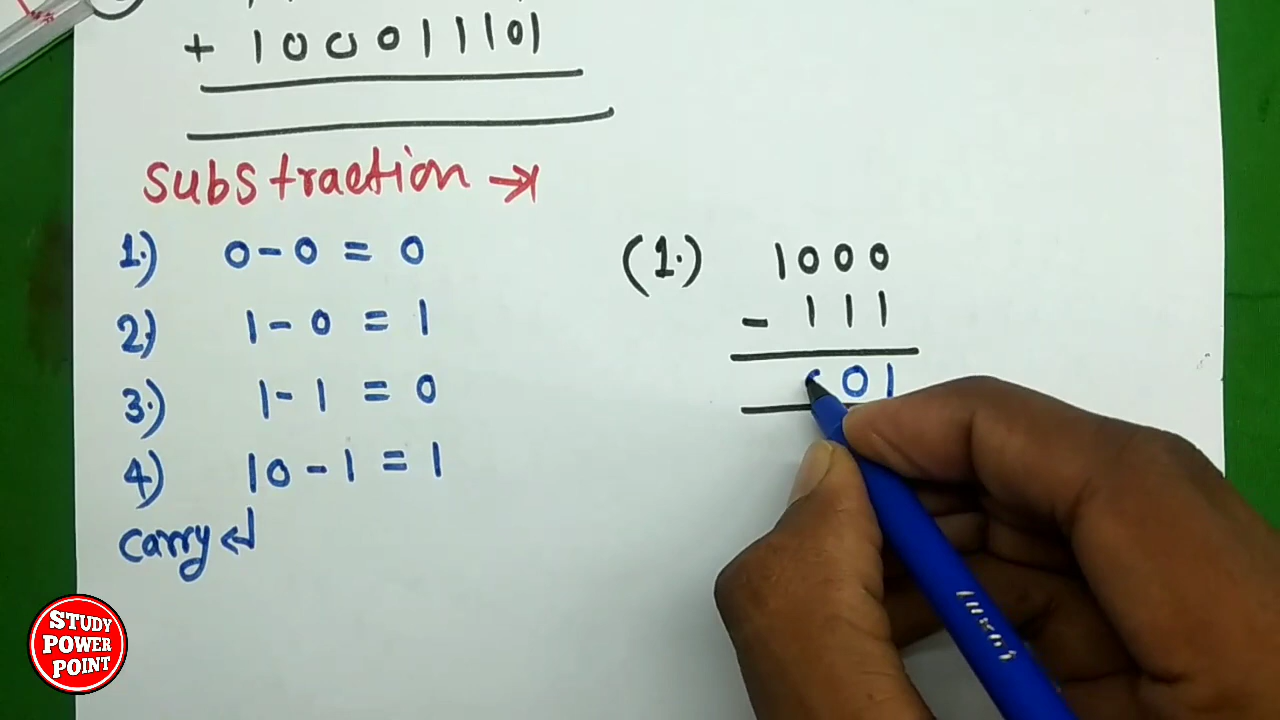 + 100011101
Substraction →
1.) 0 - 0 = 0
2) 1 - 0 = 1
3.) 1 - 1 = 0
4) 10 - 1 = 1
carry ↵
(1.) 1000
- 111
01
STUDY
POWER
POINT